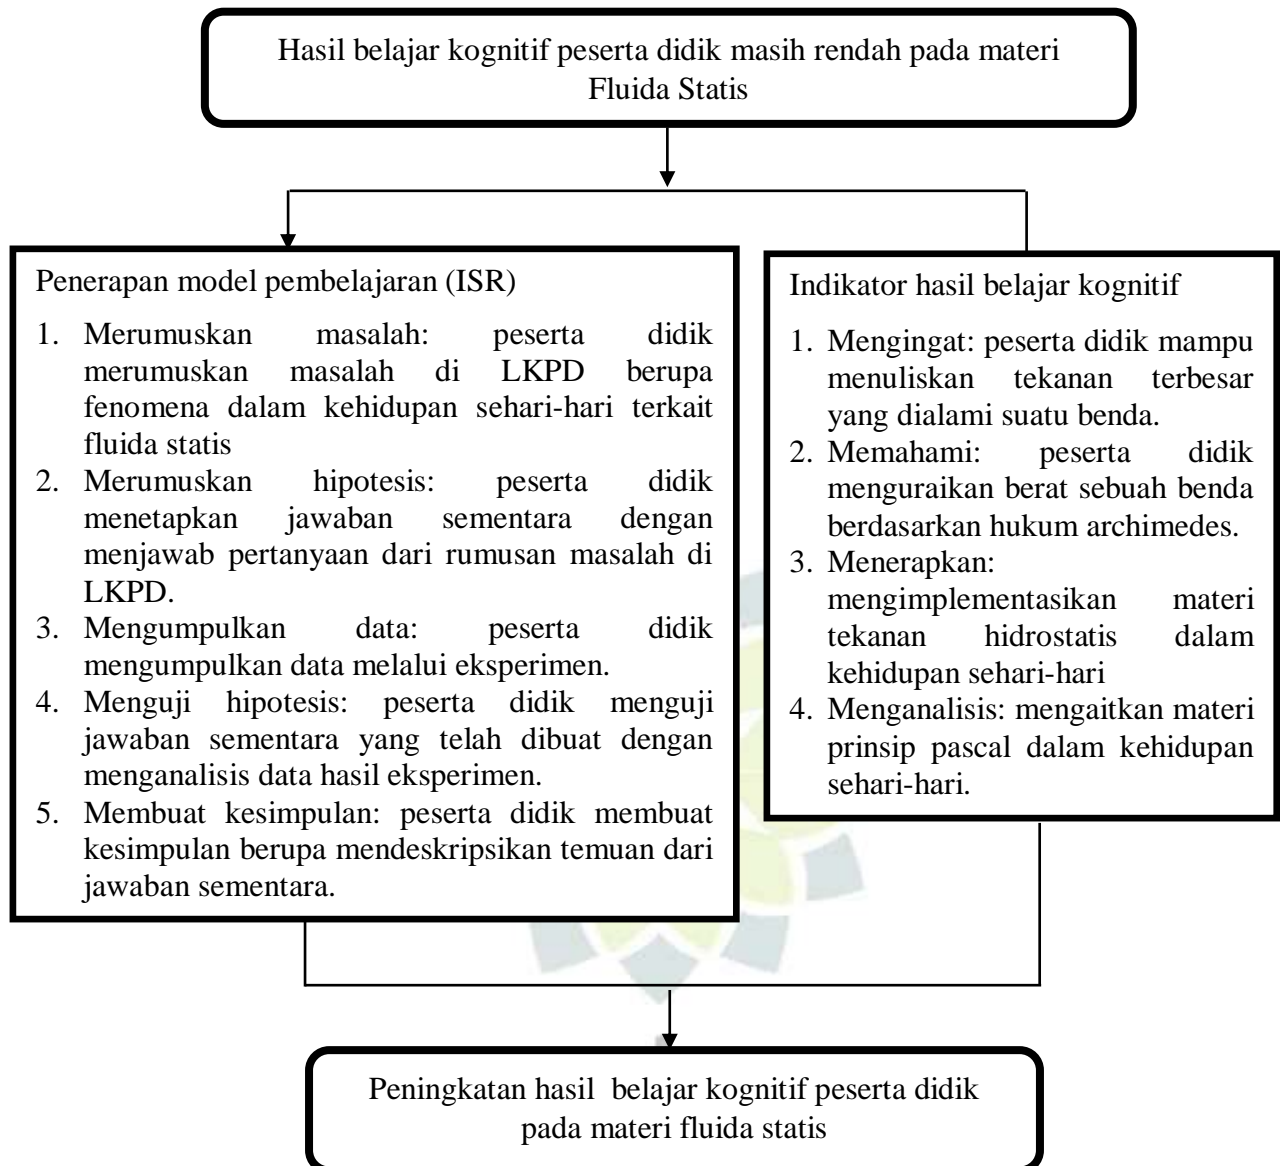 Hasil belajar kognitif peserta didik masih rendah pada materi
Fluida Statis
Penerapan model pembelajaran (ISR)
1. Merumuskan masalah: peserta didik
merumuskan masalah di LKPD berupa
fenomena dalam kehidupan sehari-hari terkait
fluida statis
2. Merumuskan hipotesis: peserta didik
menetapkan jawaban sementara dengan
menjawab pertanyaan dari rumusan masalah di
LKPD.
3. Mengumpulkan data: peserta didik
mengumpulkan data melalui eksperimen.
4. Menguji hipotesis: peserta didik menguji
jawaban sementara yang telah dibuat dengan
menganalisis data hasil eksperimen.
5. Membuat kesimpulan: peserta didik membuat
kesimpulan berupa mendeskripsikan temuan dari
jawaban sementara.
Indikator hasil belajar kognitif
1. Mengingat: peserta didik mampu
menuliskan tekanan terbesar
yang dialami suatu benda.
2. Memahami: peserta didik
menguraikan berat sebuah benda
berdasarkan hukum archimedes.
3. Menerapkan:
mengimplementasikan materi
tekanan hidrostatis dalam
kehidupan sehari-hari
4. Menganalisis: mengaitkan materi
prinsip pascal dalam kehidupan
sehari-hari.
Peningkatan hasil belajar kognitif peserta didik
pada materi fluida statis